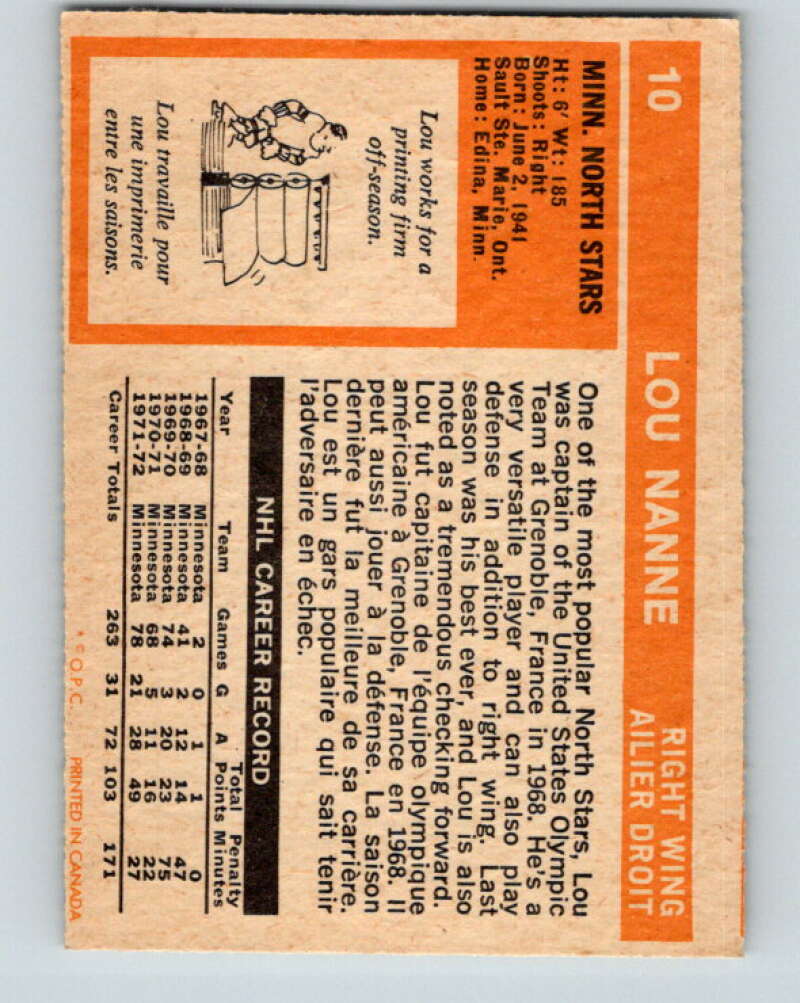 10 LOU NANNE RIGHT WING
AILIER DROIT
MINN. NORTH STARS
Ht: 6' Wt: 185
Shoots: Right
Born: June 2, 1941
Sault Ste. Marie, Ont.
Home: Edina, Minn.
Lou works for a
printing firm
off-season.
Lou travaille pour
une imprimerie
entre les saisons.
One of the most popular North Stars, Lou
was captain of the United States Olympic
Team at Grenoble, France in 1968. He's a
very versatile player and can also play
defense in addition to right wing. Last
season was his best ever, and Lou is also
noted as a tremendous checking forward.
Lou fut capitaine de l'équipe olympique
américaine à Grenoble, France en 1968. Il
peut aussi jouer à la défense. La saison
dernière fut la meilleure de sa carrière.
Lou est un gars populaire qui sait tenir
l'adversaire en échec.
NHL CAREER RECORD
Total Penalty
Year Team Games G A Points Minutes
1967-68 Minnesota 2 0 1 1 0
1968-69 Minnesota 41 2 12 14 47
1969-70 Minnesota 74 3 20 23 75
1970-71 Minnesota 68 5 11 16 22
1971-72 Minnesota 78 21 28 49 27
Career Totals 263 31 72 103 171
* © O.P.C. PRINTED IN CANADA